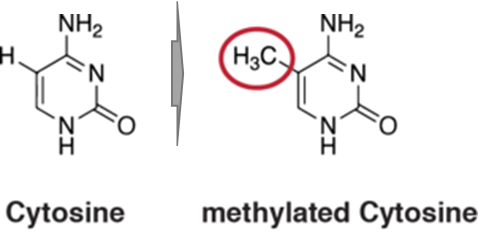 NH₂
H
N
N
H
O
NH₂
H₃C
N
N
H
O
Cytosine
methylated Cytosine